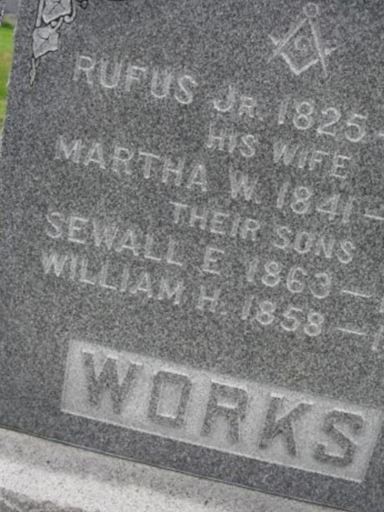 RUFUS JR. 1825 -
HIS WIFE
MARTHA W. 1841 -
THEIR SONS
SEWALL E 1863 —
WILLIAM H. 1858 —
WORKS